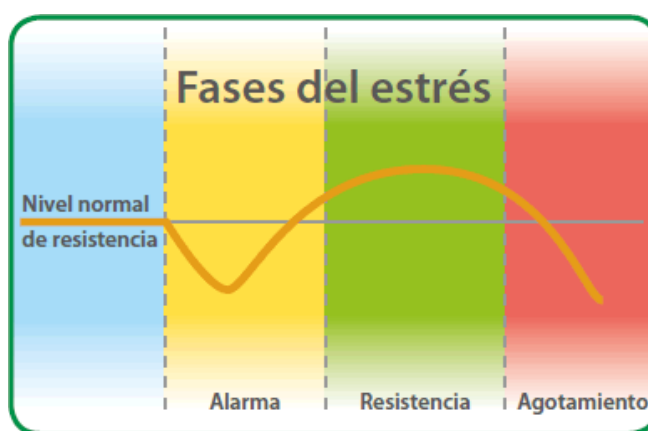 Fases del estrés
Nivel normal
de resistencia
Alarma
Resistencia
Agotamiento